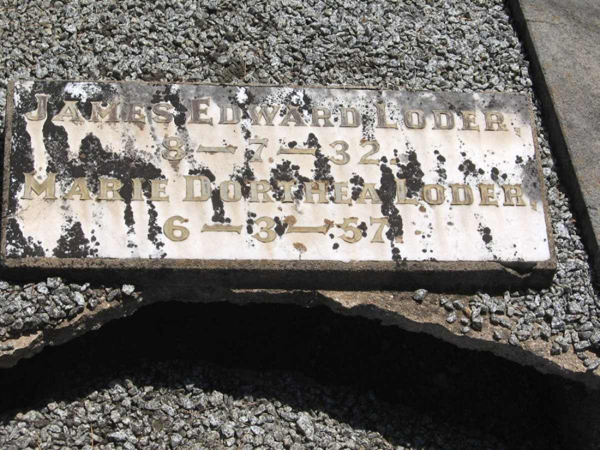 James Edward Loder,
8 — 7 — 32.
Marie Dorthea Loder
6 — 3 — 57.